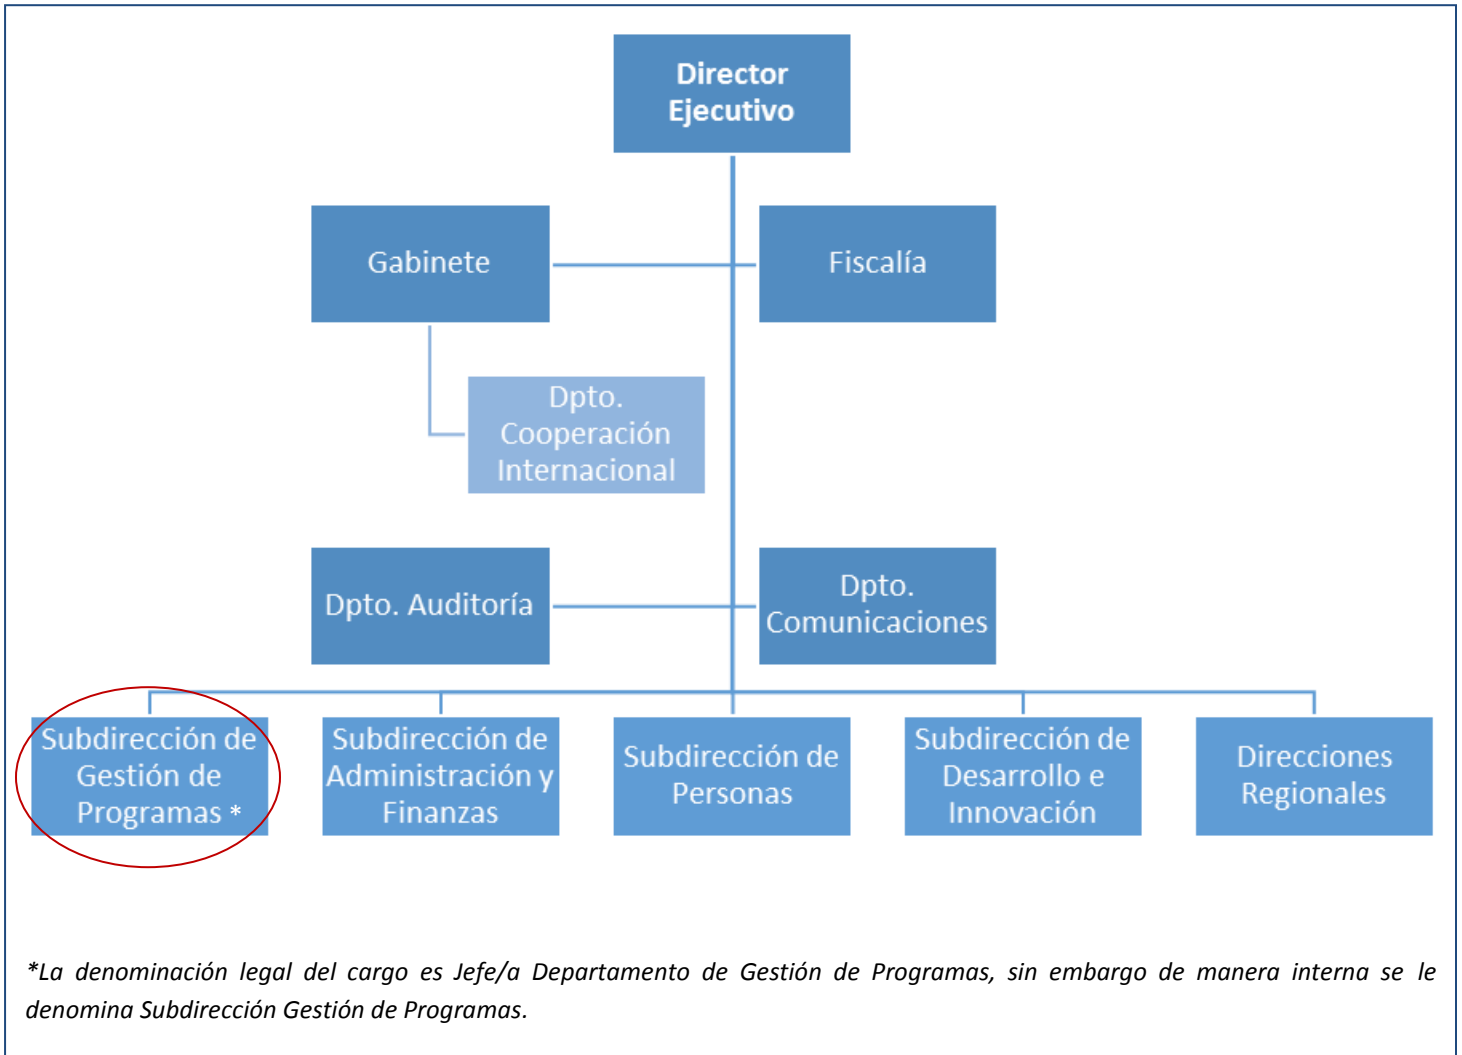 Director
Ejecutivo
Gabinete
Fiscalía
Dpto.
Cooperación
Internacional
Dpto. Auditoría
Dpto.
Comunicaciones
Subdirección de
Gestión de
Programas *
Subdirección de
Administración y
Finanzas
Subdirección de
Personas
Subdirección de
Desarrollo e
Innovación
Direcciones
Regionales
*La denominación legal del cargo es Jefe/a Departamento de Gestión de Programas, sin embargo de manera interna se le
denomina Subdirección Gestión de Programas.